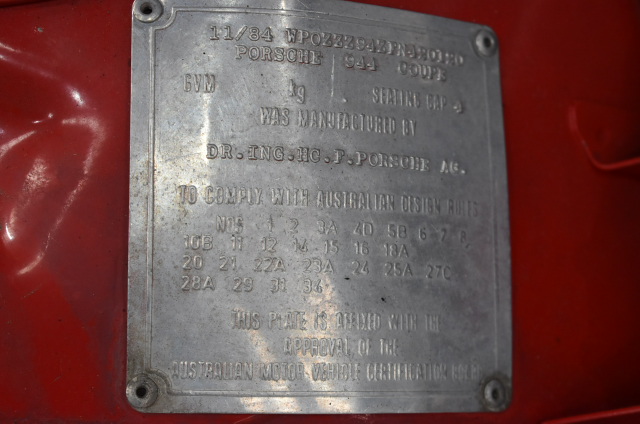 11/84
PORSCHE 944 COUPE
GVM kg SEATING CAP 4
WAS MANUFACTURED BY
DR.ING.HC.F.PORSCHE AG.
TO COMPLY WITH AUSTRALIAN DESIGN RULES
NOS 1 2 3A 4D 5B 6 7 8
10B 11 12 14 15 16 18A
20 21 22A 23A 24 25A 27C
28A 29 31 34
THIS PLATE IS AFFIXED WITH THE
APPROVAL OF THE
AUSTRALIAN MOTOR VEHICLE CERTIFICATION BOARD